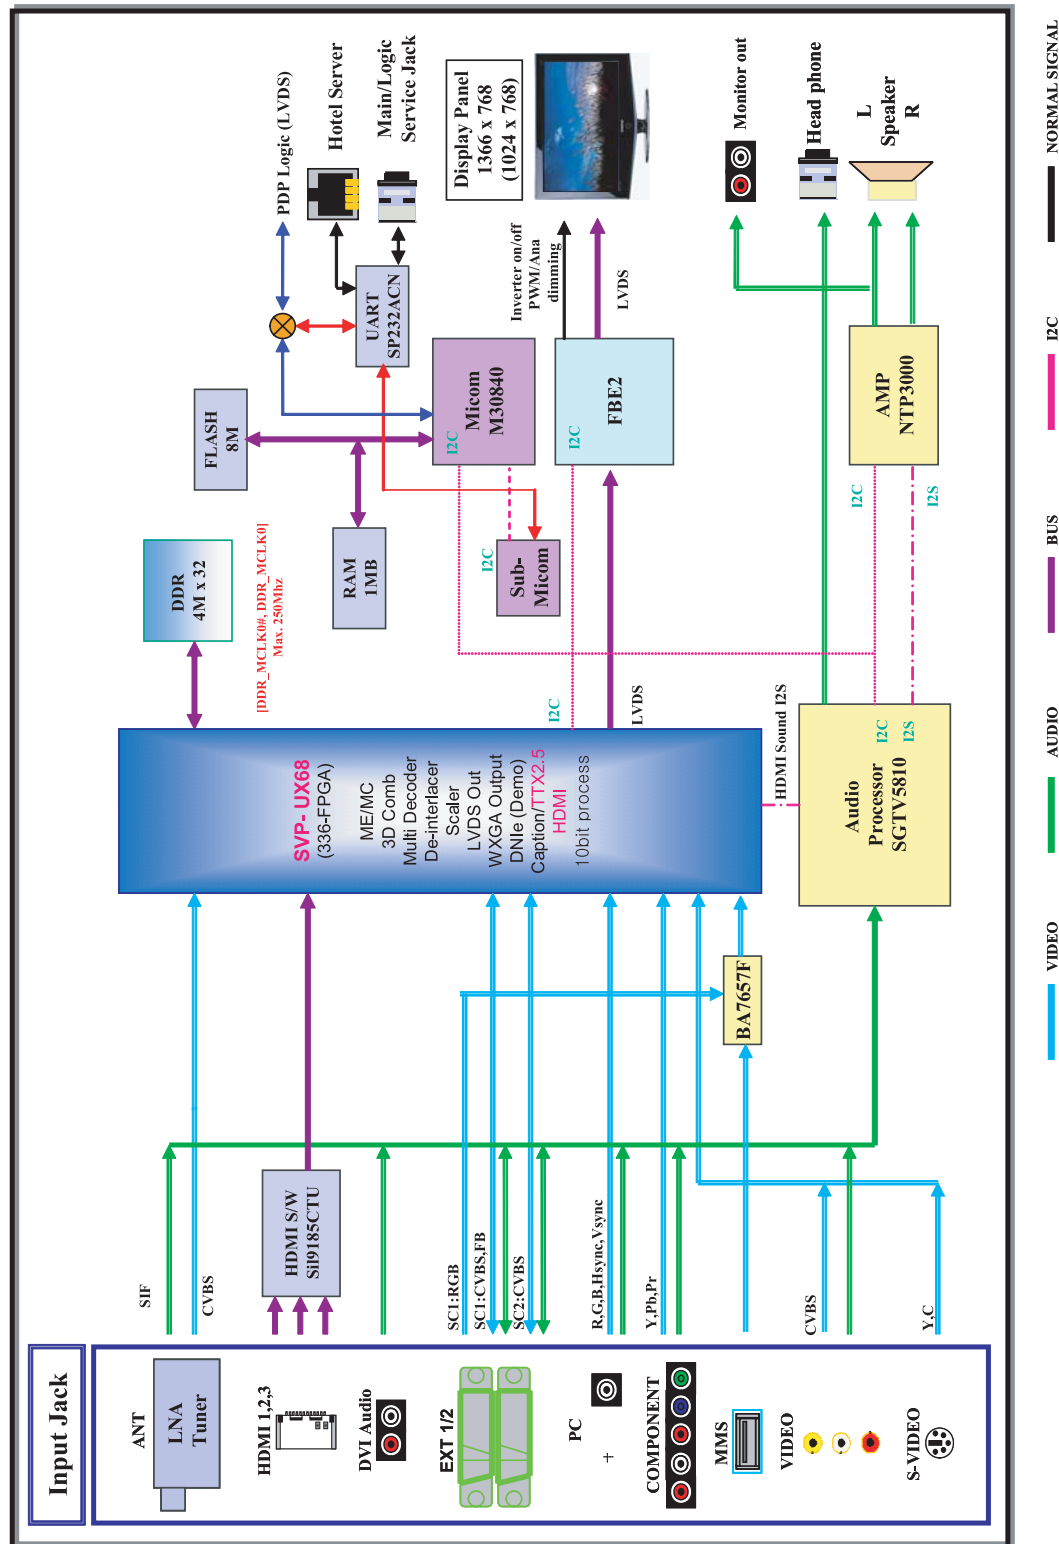 Input Jack
ANT
LNA
Tuner
HDMI 1,2,3
DVI Audio
EXT 1/2
PC
+
COMPONENT
MMS
VIDEO
S-VIDEO
SIF
CVBS
HDMI S/W
Sil9185CTU
SC1:RGB
SC1:CVBS,FB
SC2:CVBS
R,G,B,Hsync,Vsync
Y,Pb,Pr
CVBS
Y,C
BA7657F
SVP- UX68
(336-FPGA)
ME/MC
3D Comb
Multi Decoder
De-interlacer
Scaler
LVDS Out
WXGA Output
DNIe (Demo)
Caption/TTX2.5
HDMI
10bit process
I2C
LVDS
HDMI Sound I2S
Audio
Processor
SGTV5810
I2C
I2S
DDR
4M x 32
[DDR_MCLK0#, DDR_MCLK0]
Max. 250Mhz
RAM
1MB
I2C
Sub-
Micom
FLASH
8M
Micom
M30840
I2C
I2C
FBE2
I2C
I2S
AMP
NTP3000
UART
SP232ACN
PDP Logic (LVDS)
Hotel Server
Main/Logic
Service Jack
Display Panel
1366 x 768
(1024 x 768)
Inverter on/off
PWM/Ana
dimming
LVDS
Monitor out
Head phone
L
Speaker
R
VIDEO
AUDIO
BUS
I2C
NORMAL SIGNAL